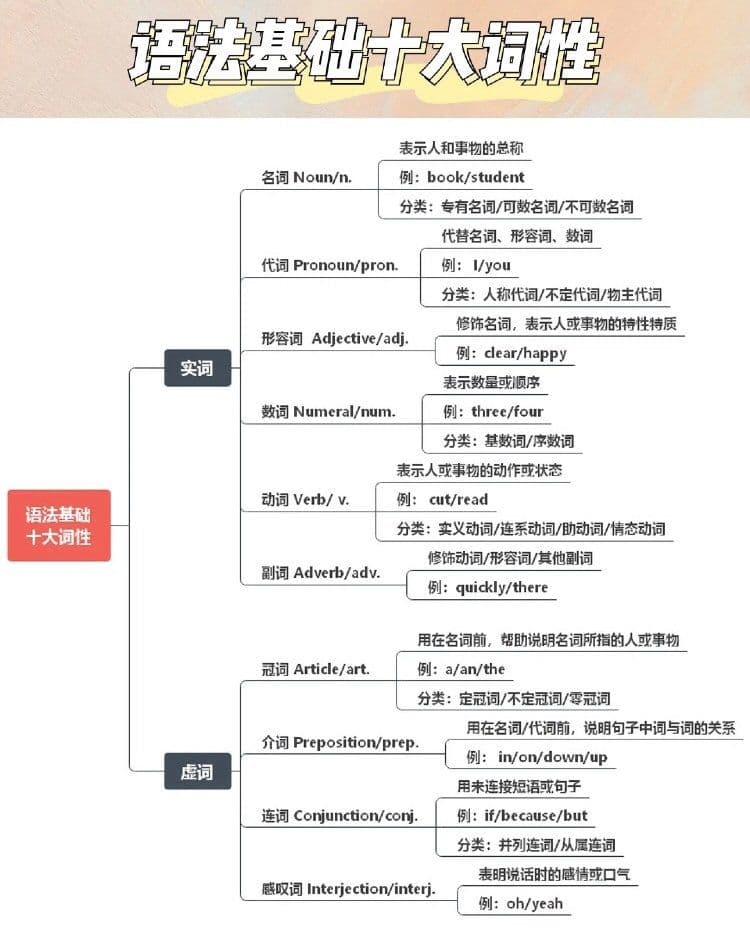 语法基础十大词性
语法基础
十大词性
实词
名词 Noun/n.
表示人和事物的总称
例：book/student
分类：专有名词/可数名词/不可数名词
代词 Pronoun/pron.
代替名词、形容词、数词
例：I/you
分类：人称代词/不定代词/物主代词
形容词 Adjective/adj.
修饰名词，表示人或事物的特性特质
例：clear/happy
数词 Numeral/num.
表示数量或顺序
例：three/four
分类：基数词/序数词
动词 Verb/ v.
表示人或事物的动作或状态
例： cut/read
分类：实义动词/连系动词/助动词/情态动词
副词 Adverb/adv.
修饰动词/形容词/其他副词
例：quickly/there
虚词
冠词 Article/art.
用在名词前，帮助说明名词所指的人或事物
例：a/an/the
分类：定冠词/不定冠词/零冠词
介词 Preposition/prep.
用在名词/代词前，说明句子中词与词的关系
例： in/on/down/up
连词 Conjunction/conj.
用未连接短语或句子
例：if/because/but
分类：并列连词/从属连词
感叹词 Interjection/interj.
表明说话时的感情或口气
例：oh/yeah